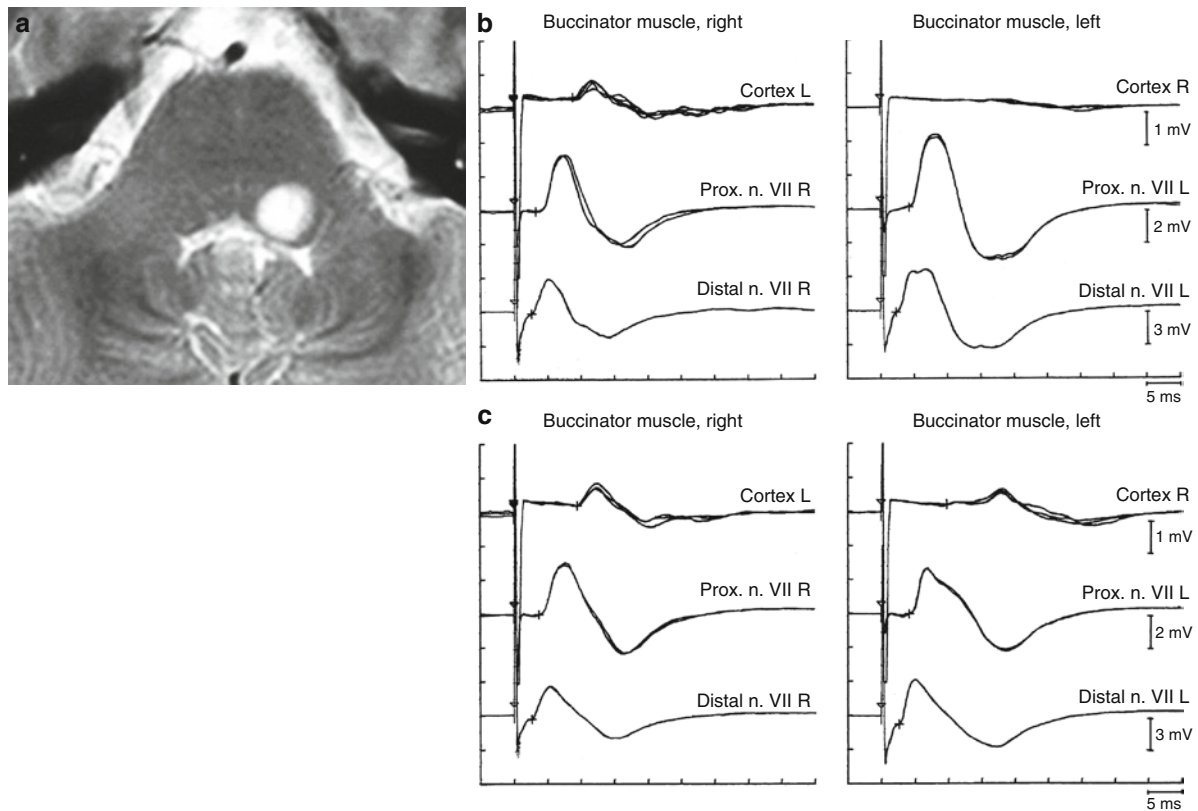 a
b
Buccinator muscle, right
Buccinator muscle, left
Cortex L
Cortex R
1 mV
Prox. n. VII R
Prox. n. VII L
2 mV
Distal n. VII R
Distal n. VII L
3 mV
5 ms
c
Buccinator muscle, right
Buccinator muscle, left
Cortex L
Cortex R
1 mV
Prox. n. VII R
Prox. n. VII L
2 mV
Distal n. VII R
Distal n. VII L
3 mV
5 ms